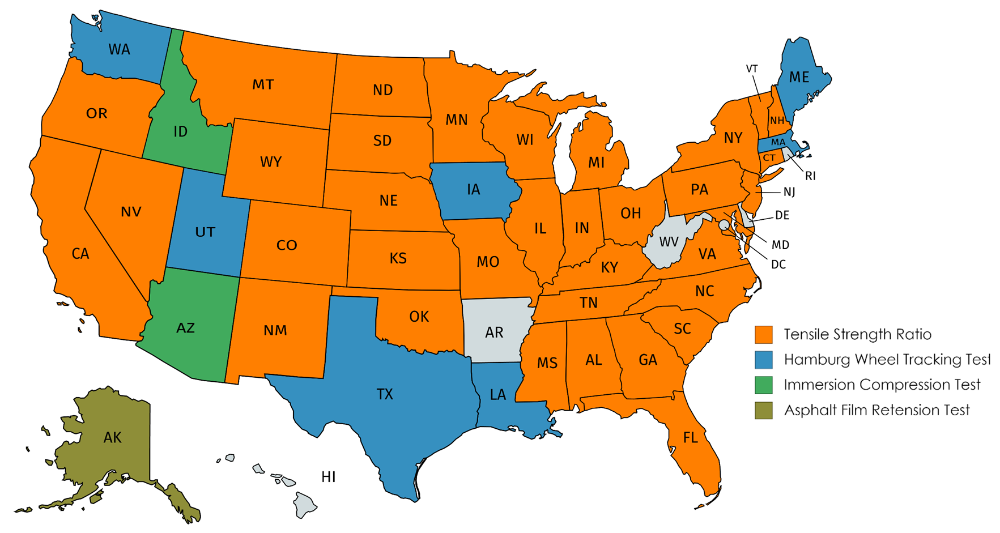 WA
MT
ND
MN
OR
ID
SD
WI
WY
MI
VT
ME
NH
NY
MA
CT
RI
IA
PA
NJ
NE
NV
UT
CO
IL
IN
OH
DE
WV
MD
CA
KS
MO
KY
VA
DC
NC
TN
OK
AZ
NM
AR
SC
MS
AL
GA
TX
LA
FL
AK
HI
Tensile Strength Ratio
Hamburg Wheel Tracking Test
Immersion Compression Test
Asphalt Film Retension Test